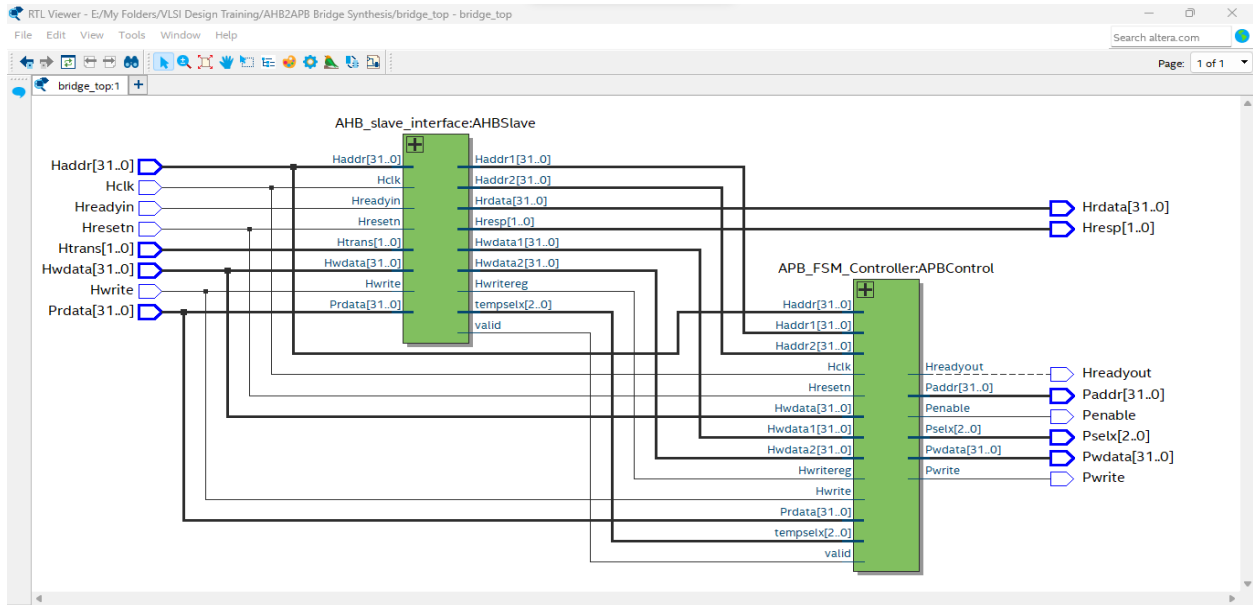 RTL Viewer - E:/My Folders/VLSI Design Training/AHB2APB Bridge Synthesis/bridge_top - bridge_top
File Edit View Tools Window Help
Search altera.com
Page: 1 of 1
bridge_top:1
AHB_slave_interface:AHBSlave
Haddr[31..0]
Hclk
Hreadyin
Hresetn
Htrans[1..0]
Hwdata[31..0]
Hwrite
Prdata[31..0]
Haddr[31..0]
Hclk
Hreadyin
Hresetn
Htrans[1..0]
Hwdata[31..0]
Hwrite
Prdata[31..0]
Haddr1[31..0]
Haddr2[31..0]
Hrdata[31..0]
Hresp[1..0]
Hwdata1[31..0]
Hwdata2[31..0]
Hwritereg
tempselx[2..0]
valid
Hrdata[31..0]
Hresp[1..0]
APB_FSM_Controller:APBControl
Haddr[31..0]
Haddr1[31..0]
Haddr2[31..0]
Hclk
Hresetn
Hwdata[31..0]
Hwdata1[31..0]
Hwdata2[31..0]
Hwritereg
Hwrite
Prdata[31..0]
tempselx[2..0]
valid
Hreadyout
Paddr[31..0]
Penable
Pselx[2..0]
Pwdata[31..0]
Pwrite
Hreadyout
Paddr[31..0]
Penable
Pselx[2..0]
Pwdata[31..0]
Pwrite